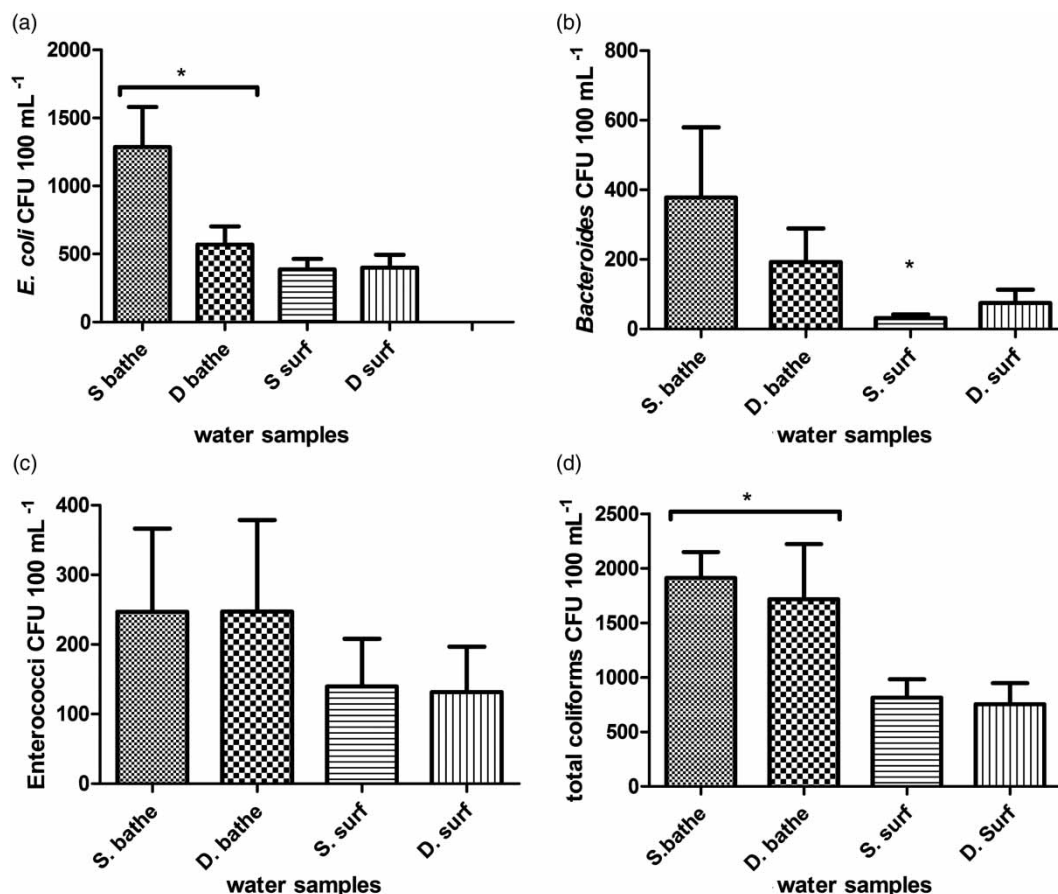 (a)
E. coli CFU 100 mL -1
2000
1500
1000
500
0
*
S bathe
D bathe
S surf
D surf
water samples
(b)
Bacteroides CFU 100 mL -1
800
600
400
200
0
*
S. bathe
D. bathe
S. surf
D. surf
water samples
(c)
Enterococci CFU 100 mL -1
400
300
200
100
0
S. bathe
D. bathe
S. surf
D. surf
water samples
(d)
total coliforms CFU 100 mL -1
2500
2000
1500
1000
500
0
*
S.bathe
D. bathe
S. surf
D. Surf
water samples